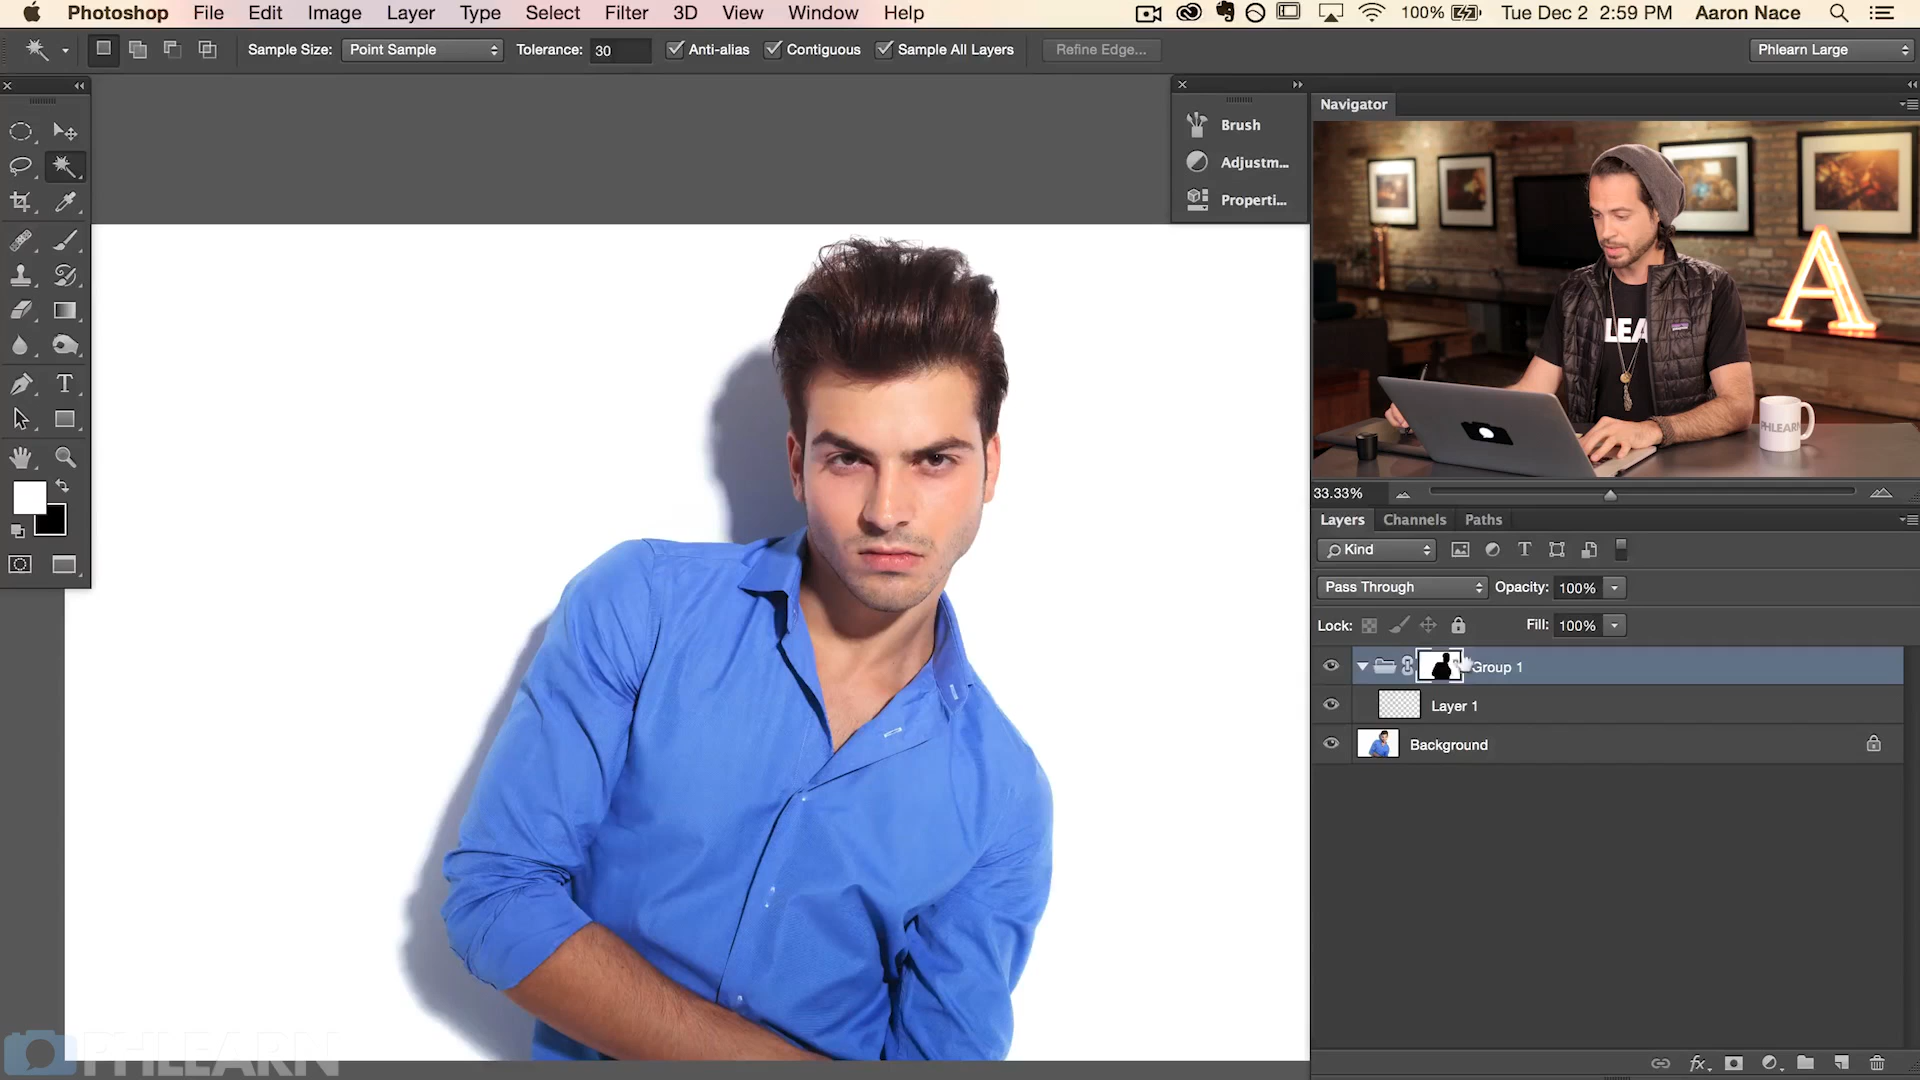 Photoshop File Edit Image Layer Type Select Filter 3D View Window Help 100% Tue Dec 2 2:59 PM Aaron Nace
Sample Size: Point Sample Tolerance: 30 Anti-alias Contiguous Sample All Layers Refine Edge... Phlearn Large
Navigator
Brush
Adjustm...
Properti...
A
LEA
PHLEARN
33.33%
Layers Channels Paths
Kind
Pass Through Opacity: 100%
Lock: Fill: 100%
Group 1
Layer 1
Background
PHLEARN